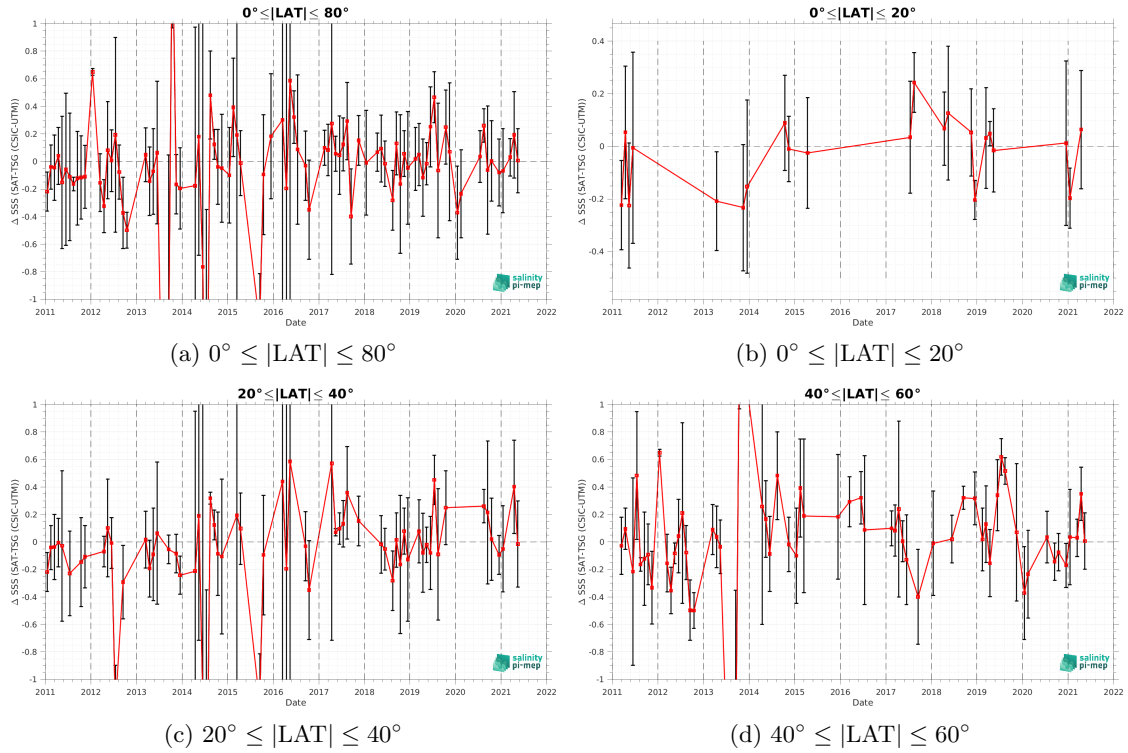 0°≤|LAT|≤ 80°
Δ SSS (SAT-TSG (CSIC-UTM))
1
0.8
0.6
0.4
0.2
0
-0.2
-0.4
-0.6
-0.8
-1
2011 2012 2013 2014 2015 2016 2017 2018 2019 2020 2021 2022
Date
salinity
pi-mep
(a) 0° ≤ |LAT| ≤ 80°
0°≤|LAT|≤ 20°
Δ SSS (SAT-TSG (CSIC-UTM))
0.4
0.2
0
-0.2
-0.4
2011 2012 2013 2014 2015 2016 2017 2018 2019 2020 2021 2022
Date
salinity
pi-mep
(b) 0° ≤ |LAT| ≤ 20°
20°≤|LAT|≤ 40°
Δ SSS (SAT-TSG (CSIC-UTM))
1
0.8
0.6
0.4
0.2
0
-0.2
-0.4
-0.6
-0.8
-1
2011 2012 2013 2014 2015 2016 2017 2018 2019 2020 2021 2022
Date
salinity
pi-mep
(c) 20° ≤ |LAT| ≤ 40°
40°≤|LAT|≤ 60°
Δ SSS (SAT-TSG (CSIC-UTM))
1
0.8
0.6
0.4
0.2
0
-0.2
-0.4
-0.6
-0.8
-1
2011 2012 2013 2014 2015 2016 2017 2018 2019 2020 2021 2022
Date
salinity
pi-mep
(d) 40° ≤ |LAT| ≤ 60°